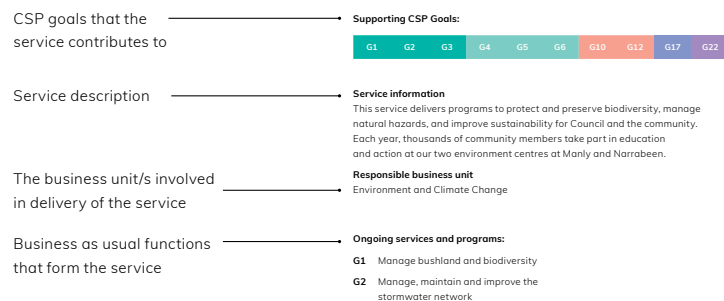 CSP goals that the
service contributes to
Supporting CSP Goals:
G1 G2 G3 G4 G5 G6 G10 G12 G17 G22
Service description
Service information
This service delivers programs to protect and preserve biodiversity, manage
natural hazards, and improve sustainability for Council and the community.
Each year, thousands of community members take part in education
and action at our two environment centres at Manly and Narrabeen.
The business unit/s involved
in delivery of the service
Responsible business unit
Environment and Climate Change
Business as usual functions
that form the service
Ongoing services and programs:
G1 Manage bushland and biodiversity
G2 Manage, maintain and improve the
stormwater network